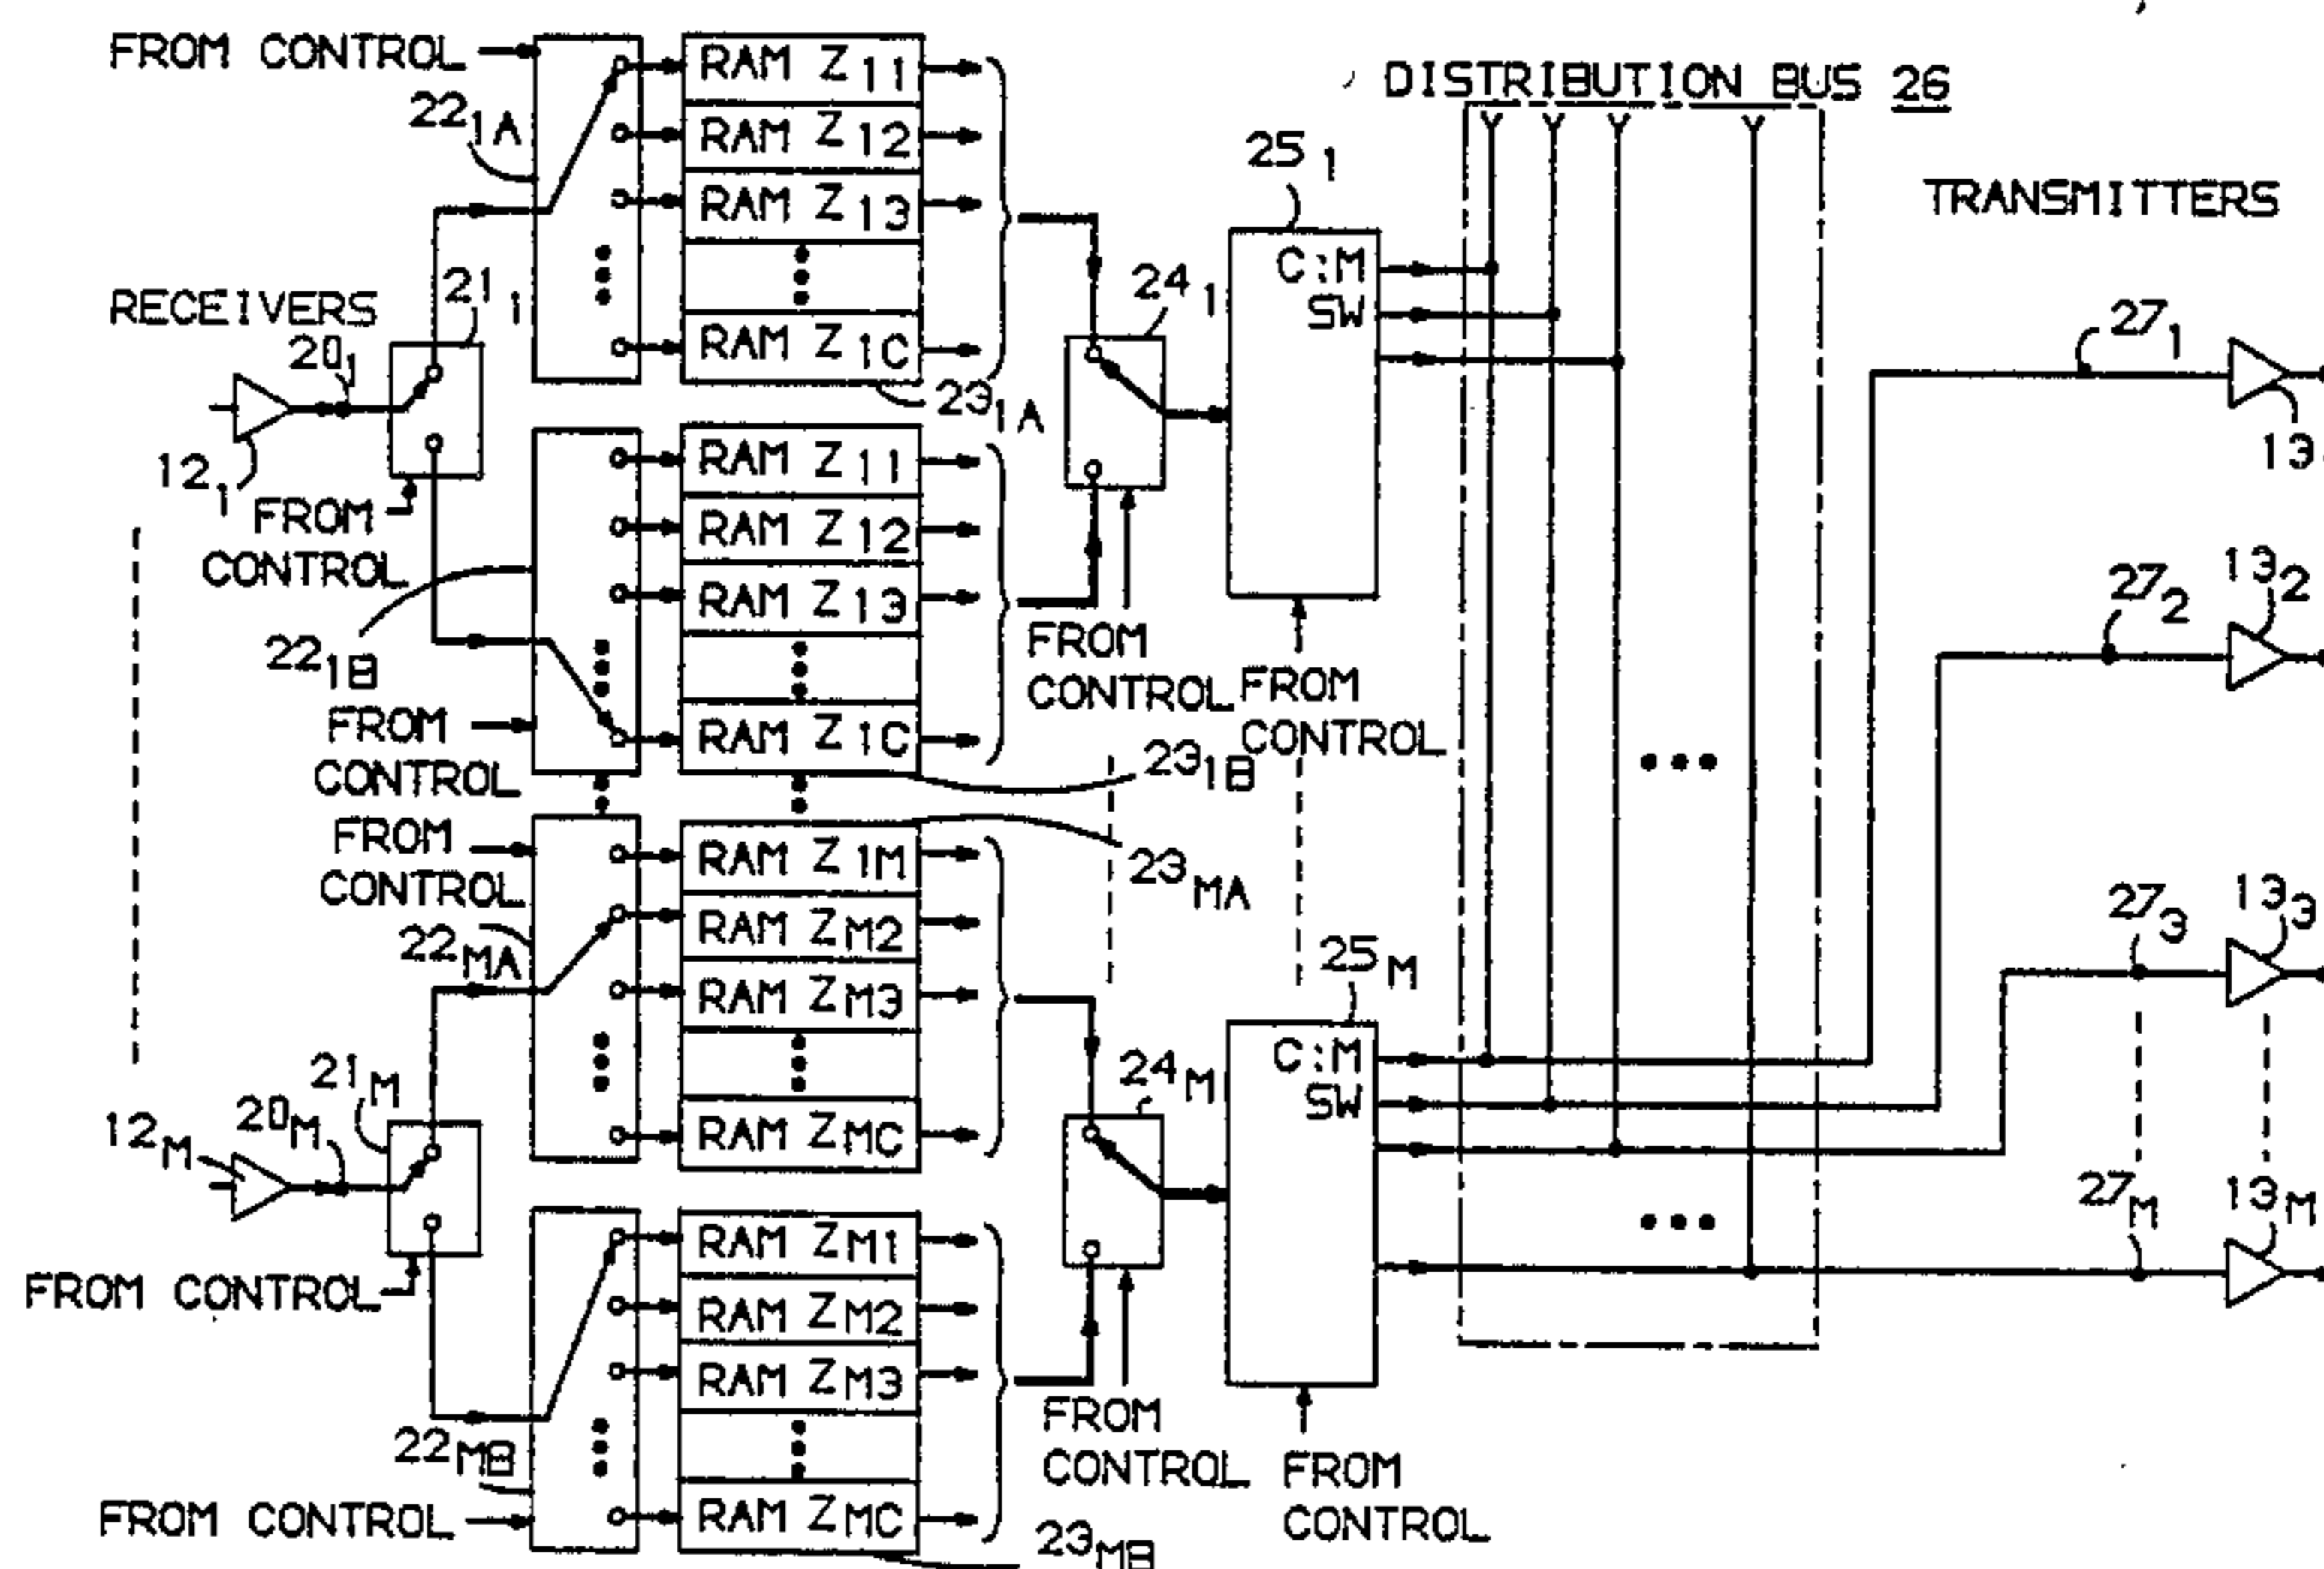 FROM CONTROL
22 1A
RAM Z 11
RAM Z 12
RAM Z 13
RAM Z 1C
23 1A
DISTRIBUTION BUS 26
TRANSMITTERS
RECEIVERS
20 1
21 1
12 1
FROM
CONTROL
22 1B
FROM
CONTROL
RAM Z 11
RAM Z 12
RAM Z 13
RAM Z 1C
23 1B
24 1
FROM
CONTROL
25 1
C:M
SW
FROM
CONTROL
27 1
13
27 2
13 2
FROM
CONTROL
22 MA
RAM Z 1M
RAM Z M2
RAM Z M3
RAM Z MC
23 MA
12 M
20 M
21 M
FROM CONTROL
22 MB
FROM CONTROL
RAM Z M1
RAM Z M2
RAM Z M3
RAM Z MC
23 MB
24 M
FROM
CONTROL
25 M
C:M
SW
FROM
CONTROL
27 3
13 3
27 M
13 M